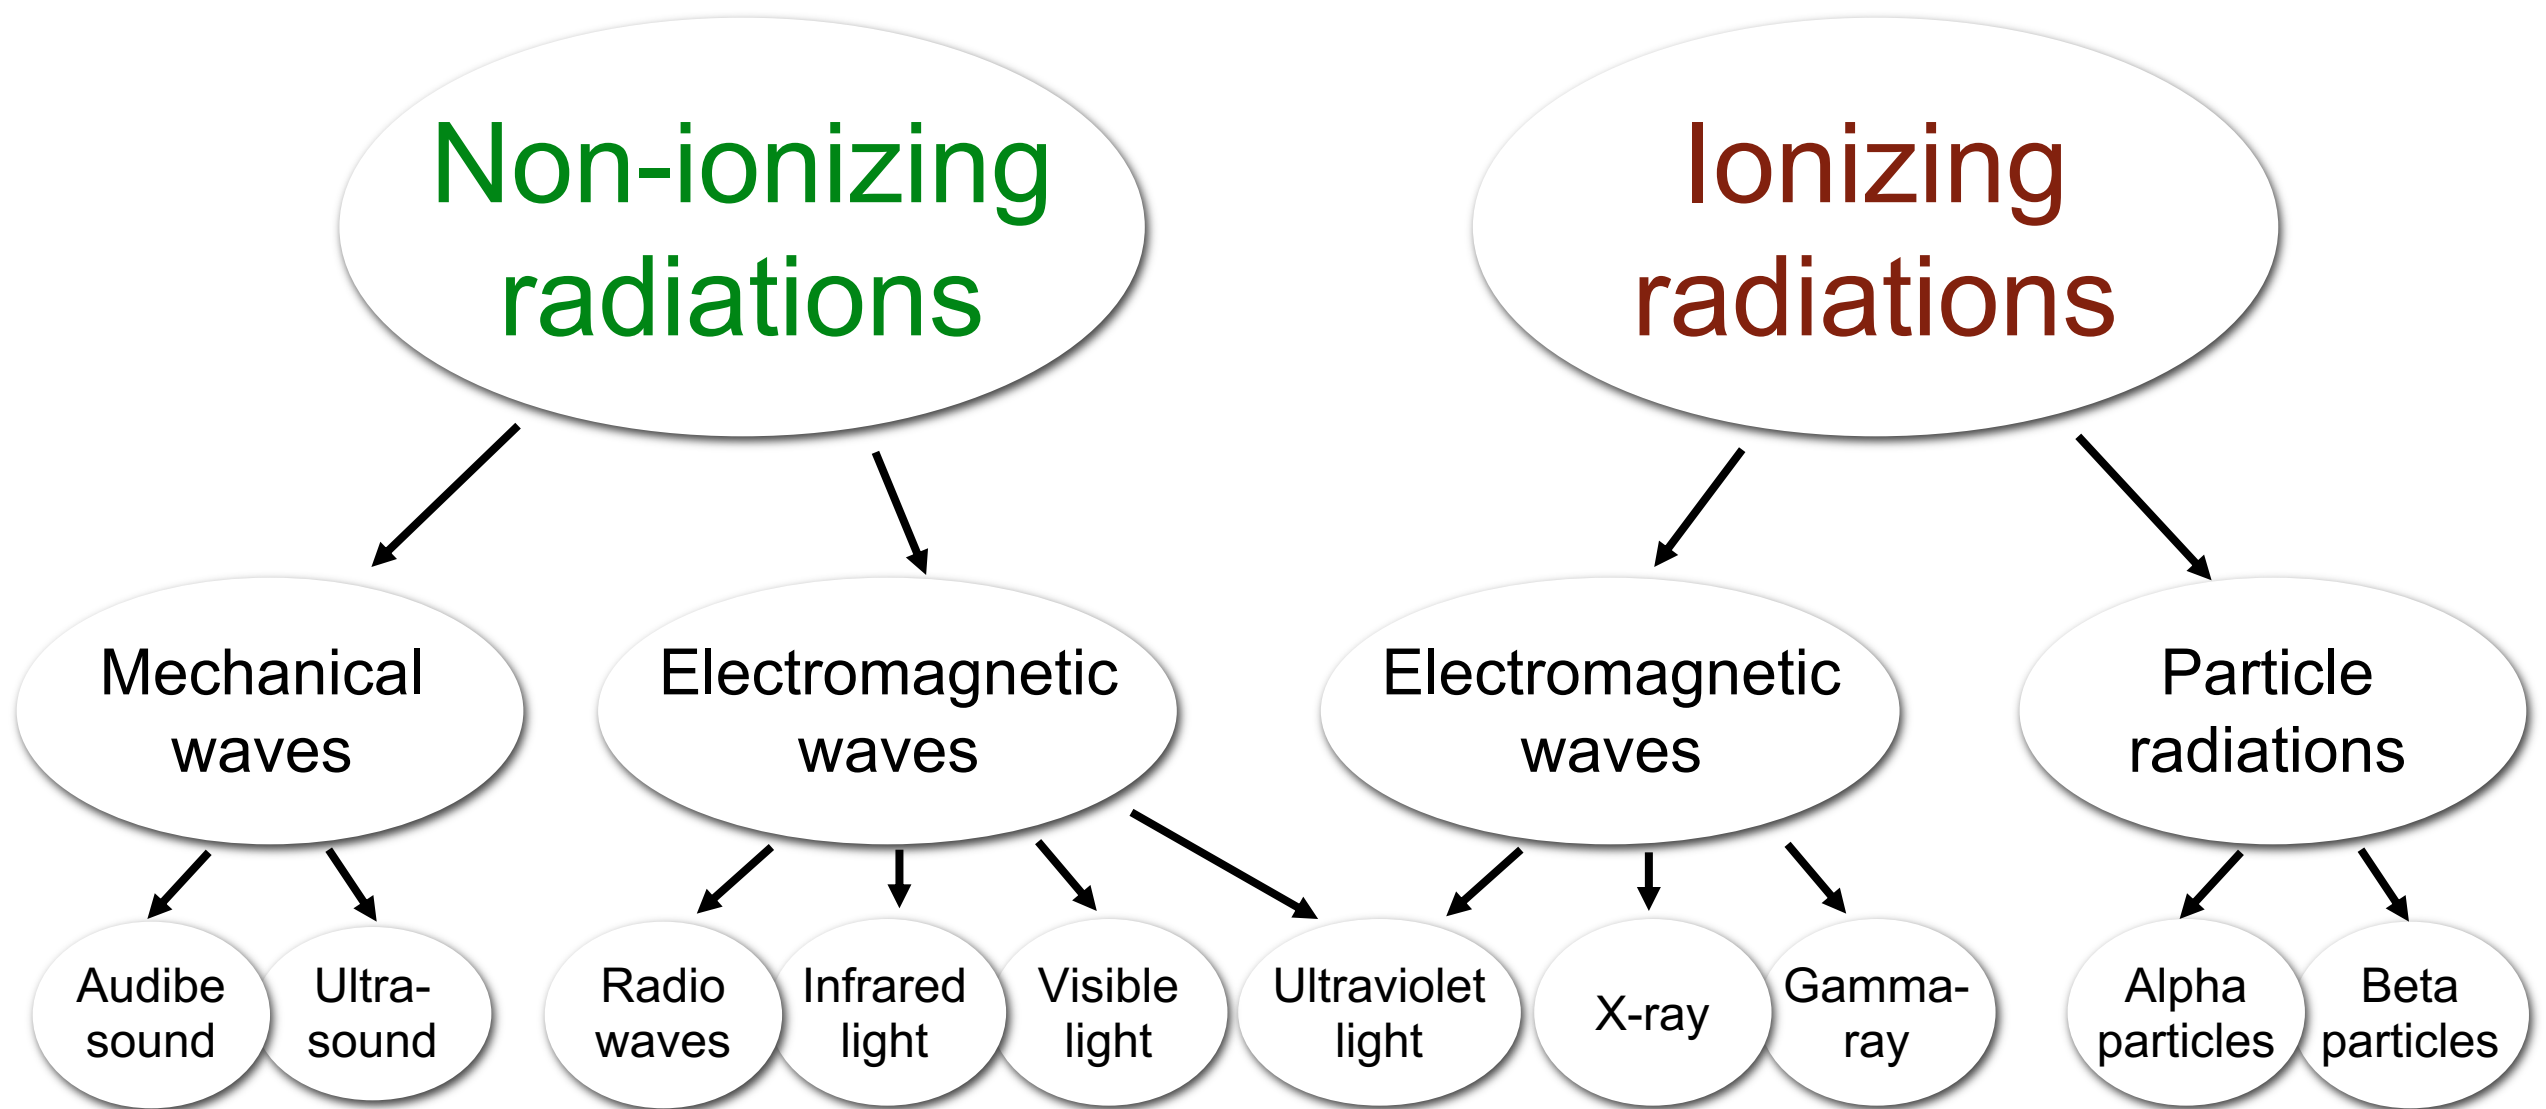 Non-ionizing
radiations
Ionizing
radiations
Mechanical
waves
Electromagnetic
waves
Electromagnetic
waves
Particle
radiations
Audibe
sound
Ultra-
sound
Radio
waves
Infrared
light
Visible
light
Ultraviolet
light
X-ray
Gamma-
ray
Alpha
particles
Beta
particles